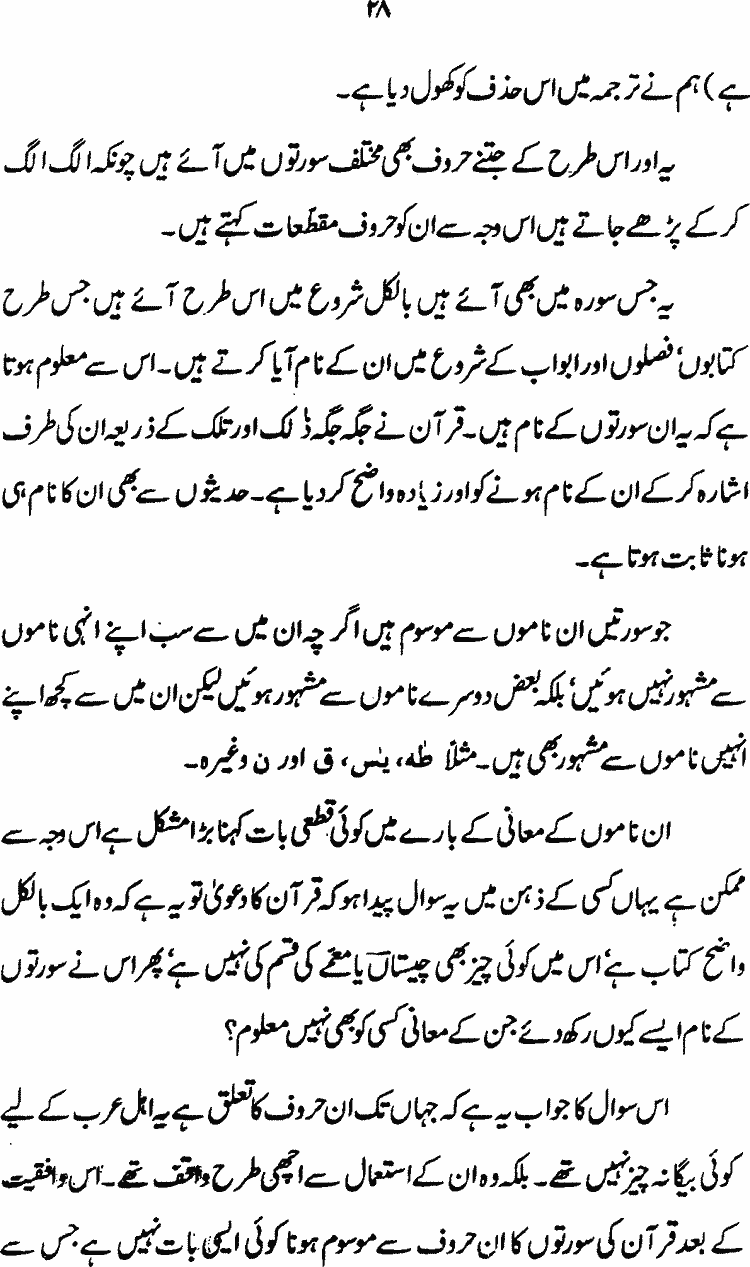 ۲۸
ہے) ہم نے ترجمہ میں اس حذف کو کھول دیا ہے۔
یہ اور اس طرح کے جتنے حروف بھی مختلف سورتوں میں آئے ہیں چونکہ الگ الگ
کر کے پڑھے جاتے ہیں اس وجہ سے ان کو حروف مقطّعات کہتے ہیں۔
یہ جس سورہ میں بھی آئے ہیں بالکل شروع میں اس طرح آئے ہیں جس طرح
کتابوں‘ فصلوں اور ابواب کے شروع میں ان کے نام آیا کرتے ہیں۔ اس سے معلوم ہوتا
ہے کہ یہ ان سورتوں کے نام ہیں۔ قرآن نے جگہ جگہ ذٰلک اور تلک کے ذریعہ ان کی طرف
اشارہ کر کے ان کے نام ہونے کو اور زیادہ واضح کر دیا ہے۔ حدیثوں سے بھی ان کا نام ہی
ہونا ثابت ہوتا ہے۔
جو سورتیں ان ناموں سے موسوم ہیں اگرچہ ان میں سے سب اپنے انہی ناموں
سے مشہور نہیں ہوئیں‘ بلکہ بعض دوسرے ناموں سے مشہور ہوئیں لیکن ان میں سے کچھ اپنے
انہیں ناموں سے مشہور بھی ہیں۔ مثلاً طٰہٰ، یٰس، ق اور ن وغیرہ۔
ان ناموں کے معانی کے بارے میں کوئی قطعی بات کہنا بڑا مشکل ہے اس وجہ سے
ممکن ہے یہاں کسی کے ذہن میں یہ سوال پیدا ہو کہ قرآن کا دعویٰ تو یہ ہے کہ وہ ایک بالکل
واضح کتاب ہے‘ اس میں کوئی چیز بھی چیستاں یا معمے کی قسم کی نہیں ہے‘ پھر اس نے سورتوں
کے نام ایسے کیوں رکھ دئے جن کے معانی کسی کو بھی نہیں معلوم؟
اس سوال کا جواب یہ ہے کہ جہاں تک ان حروف کا تعلق ہے یہ اہل عرب کے لیے
کوئی بیگانہ چیز نہیں تھے۔ بلکہ وہ ان کے استعمال سے اچھی طرح واقف تھے۔ اس واقفیت
کے بعد قرآن کی سورتوں کا ان حروف سے موسوم ہونا کوئی ایسی بات نہیں ہے جس سے